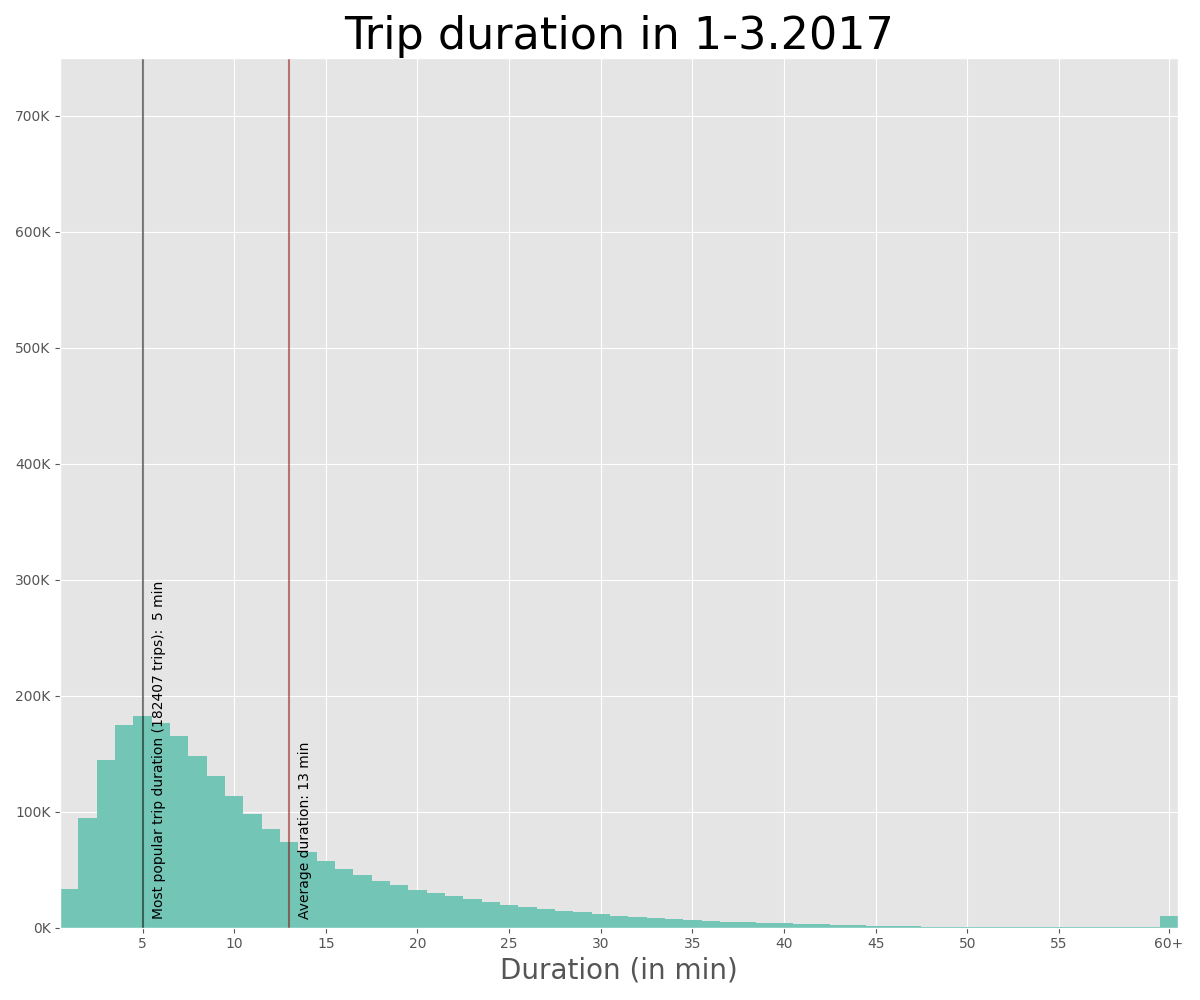 Trip duration in 1-3.2017
700K
600K
500K
400K
300K
200K
100K
0K
Most popular trip duration (182407 trips):  5 min
Average duration: 13 min
5 10 15 20 25 30 35 40 45 50 55 60+
Duration (in min)